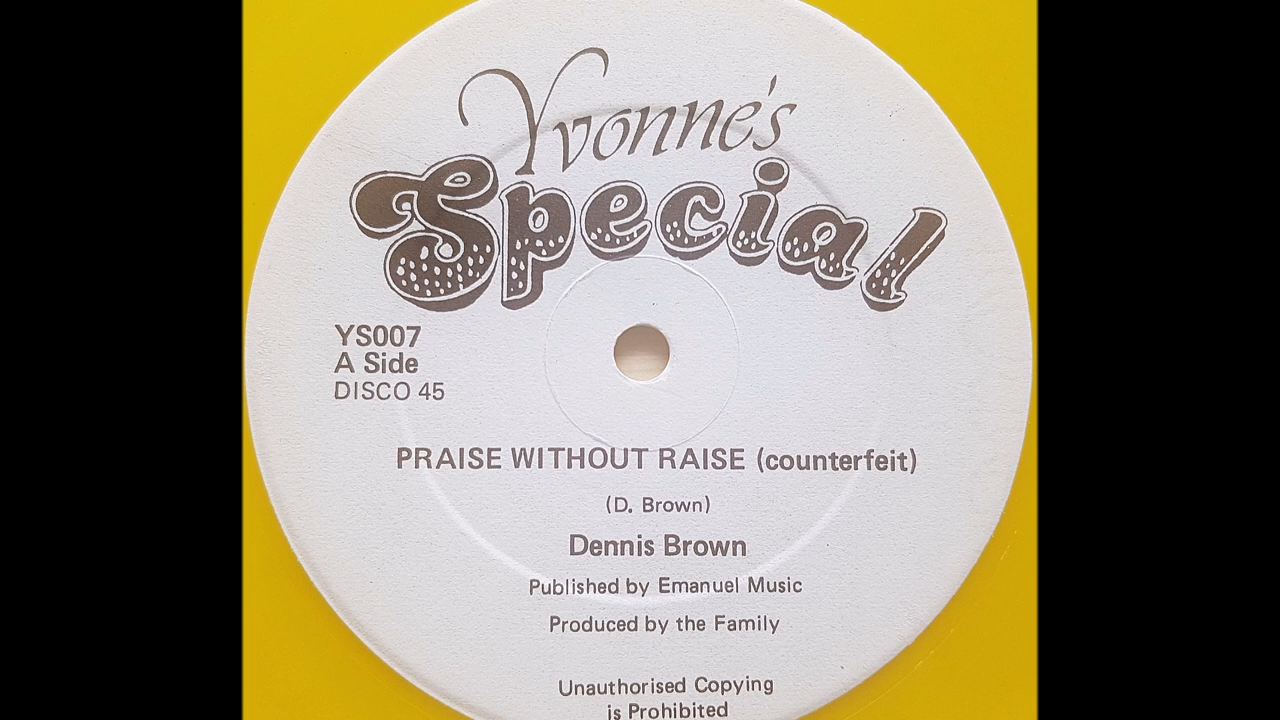 Yvonne's
Special
YS007
A Side
DISCO 45
PRAISE WITHOUT RAISE (counterfeit)
(D. Brown)
Dennis Brown
Published by Emanuel Music
Produced by the Family
Unauthorised Copying
is Prohibited